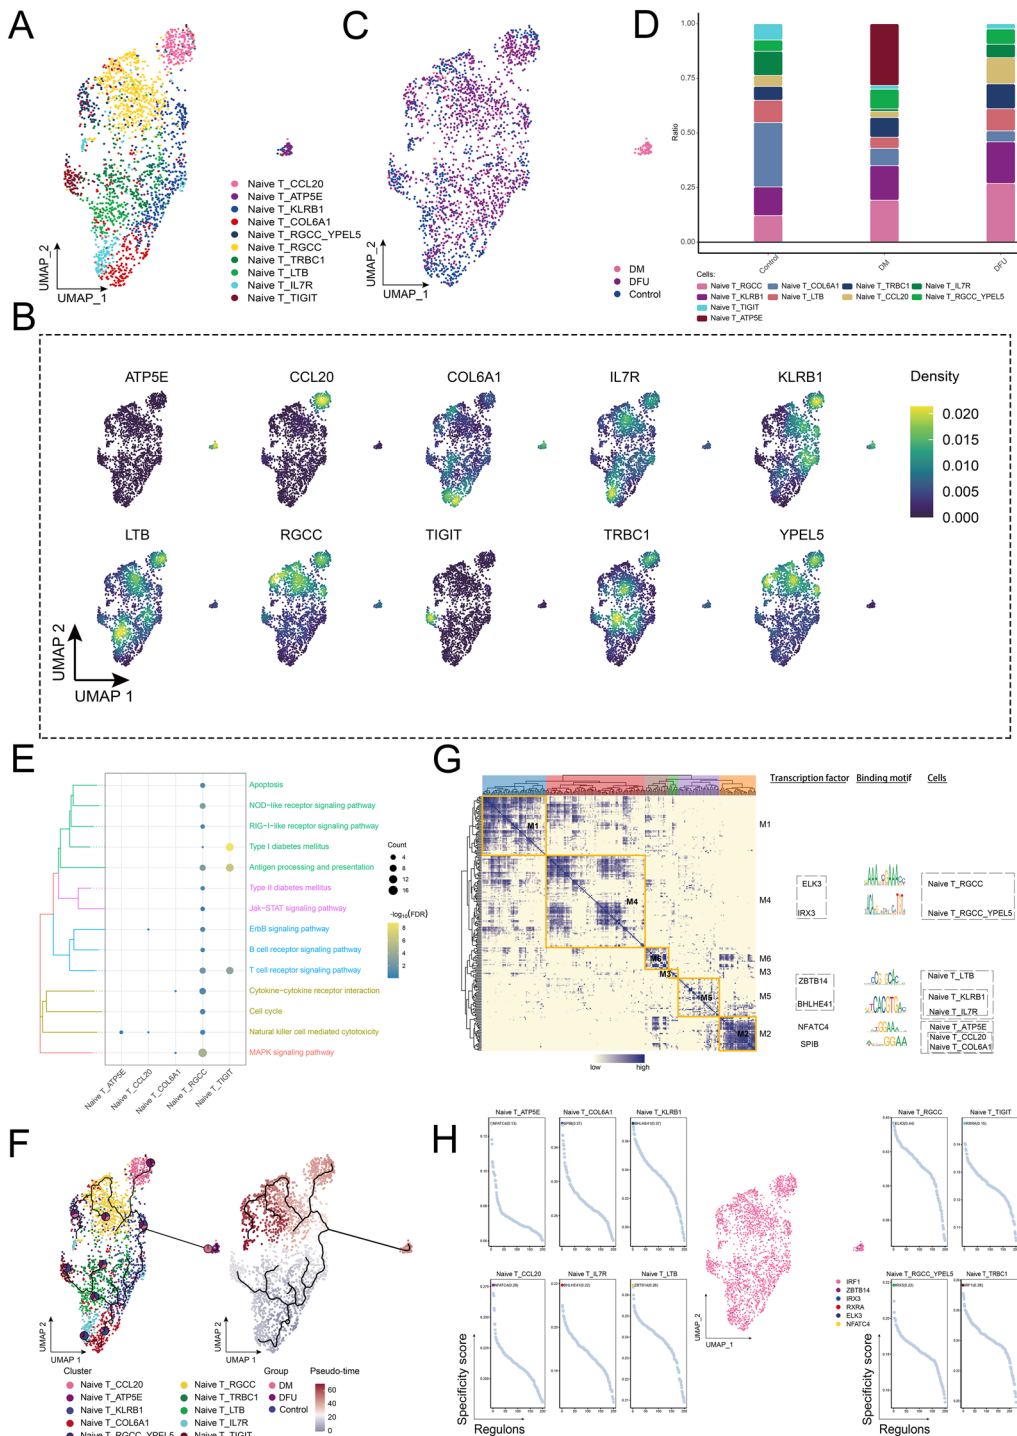 A
UMAP_2
UMAP_1
Naive T_CCL20
Naive T_ATP5E
Naive T_KLRB1
Naive T_COL6A1
Naive T_RGCC_YPEL5
Naive T_RGCC
Naive T_TRBC1
Naive T_LTB
Naive T_IL7R
Naive T_TIGIT
C
DM
DFU
Control
D
Ratio
1.00
0.75
0.50
0.25
0.00
Control
DM
DFU
Cells:
Naive T_RGCC
Naive T_COL6A1
Naive T_TRBC1
Naive T_IL7R
Naive T_KLRB1
Naive T_LTB
Naive T_CCL20
Naive T_RGCC_YPEL5
Naive T_TIGIT
Naive T_ATP5E
B
ATP5E
CCL20
COL6A1
IL7R
KLRB1
Density
0.020
0.015
0.010
0.005
0.000
LTB
RGCC
TIGIT
TRBC1
YPEL5
UMAP 2
UMAP 1
E
Apoptosis
NOD-like receptor signaling pathway
RIG-I-like receptor signaling pathway
Type I diabetes mellitus
Antigen processing and presentation
Type II diabetes mellitus
Jak-STAT signaling pathway
ErbB signaling pathway
B cell receptor signaling pathway
T cell receptor signaling pathway
Cytokine-cytokine receptor interaction
Cell cycle
Natural killer cell mediated cytotoxicity
MAPK signaling pathway
Naive T_ATP5E
Naive T_CCL20
Naive T_COL6A1
Naive T_RGCC
Naive T_TIGIT
Count
4
8
12
16
-log10(FDR)
8
6
4
2
G
M1
M4
M6
M3
M5
M2
M1
M4
M6
M3
M5
M2
low
high
Transcription factor
Binding motif
Cells
ELK3
Naive T_RGCC
IRX3
Naive T_RGCC_YPEL5
ZBTB14
Naive T_LTB
BHLHE41
Naive T_KLRB1
Naive T_IL7R
NFATC4
Naive T_ATP5E
SPIB
Naive T_CCL20
Naive T_COL6A1
F
UMAP 2
UMAP 1
UMAP 2
UMAP 1
Cluster
Naive T_CCL20
Naive T_ATP5E
Naive T_KLRB1
Naive T_COL6A1
Naive T_RGCC_YPEL5
Naive T_RGCC
Naive T_TRBC1
Naive T_LTB
Naive T_IL7R
Naive T_TIGIT
Group
DM
DFU
Control
Pseudo-time
60
40
20
0
H
Naive T_ATP5E
Naive T_COL6A1
Naive T_KLRB1
Naive T_CCL20
Naive T_IL7R
Naive T_LTB
Specificity score
Regulons
UMAP_2
UMAP_1
IRF1
ZBTB14
IRX3
RXRA
ELK3
NFATC4
Naive T_RGCC
Naive T_TIGIT
Naive T_RGCC_YPEL5
Naive T_TRBC1
Specificity score
Regulons